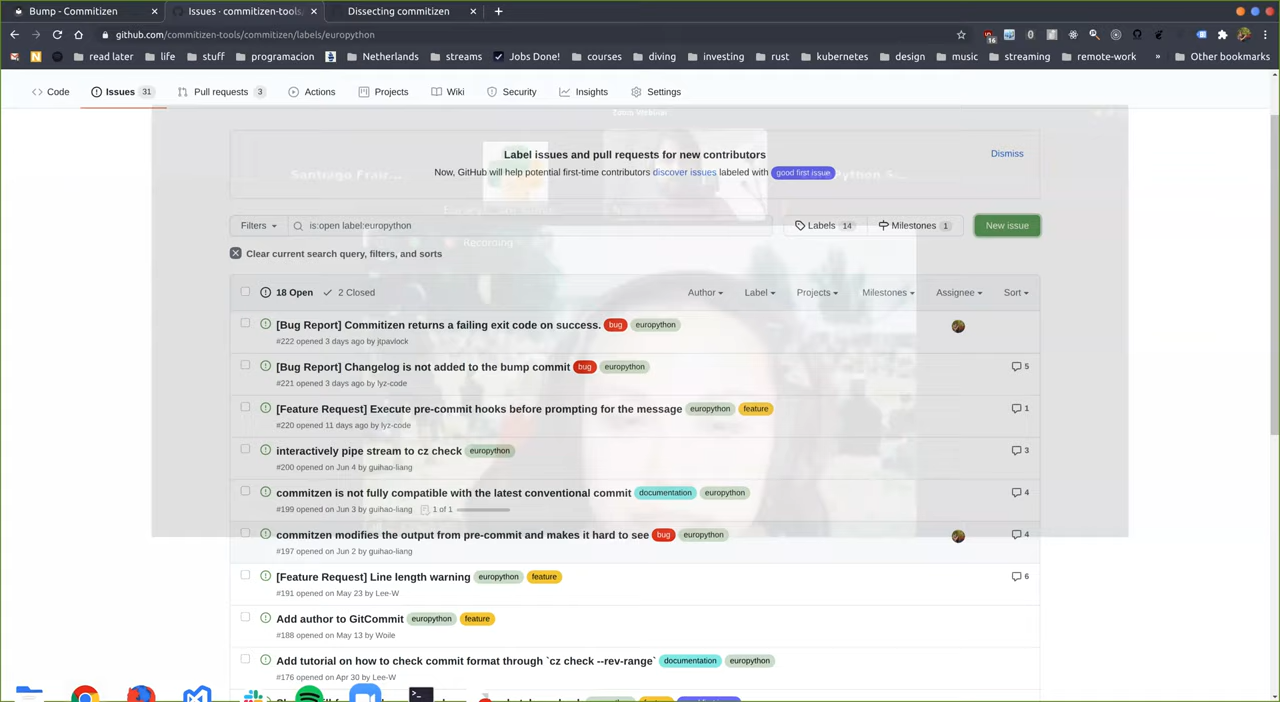 Bump - Commitizen
Issues · commitizen-tools
Dissecting commitizen
github.com/commitizen-tools/commitizen/labels/europython
16
read later
life
stuff
programacion
Netherlands
streams
Jobs Done!
courses
diving
investing
rust
kubernetes
design
music
streaming
remote-work
»
Other bookmarks
Code
Issues 31
Pull requests 3
Actions
Projects
Wiki
Security
Insights
Settings
Label issues and pull requests for new contributors
Dismiss
Now, GitHub will help potential first-time contributors discover issues labeled with good first issue
Santiago Frair...
Filters
is:open label:europython
Labels 14
Milestones 1
New issue
Recording
Clear current search query, filters, and sorts
18 Open
2 Closed
Author
Label
Projects
Milestones
Assignee
Sort
[Bug Report] Commitizen returns a failing exit code on success. bug europython
#222 opened 3 days ago by jtpavlock
[Bug Report] Changelog is not added to the bump commit bug europython
5
#221 opened 3 days ago by lyz-code
[Feature Request] Execute pre-commit hooks before prompting for the message europython feature
1
#220 opened 11 days ago by lyz-code
interactively pipe stream to cz check europython
3
#200 opened on Jun 4 by guihao-liang
commitzen is not fully compatible with the latest conventional commit documentation europython
4
#199 opened on Jun 3 by guihao-liang 1 of 1
commitzen modifies the output from pre-commit and makes it hard to see bug europython
4
#197 opened on Jun 2 by guihao-liang
[Feature Request] Line length warning europython feature
6
#191 opened on May 23 by Lee-W
Add author to GitCommit europython feature
#188 opened on May 13 by Woile
Add tutorial on how to check commit format through `cz check --rev-range` documentation europython
#176 opened on Apr 30 by Lee-W